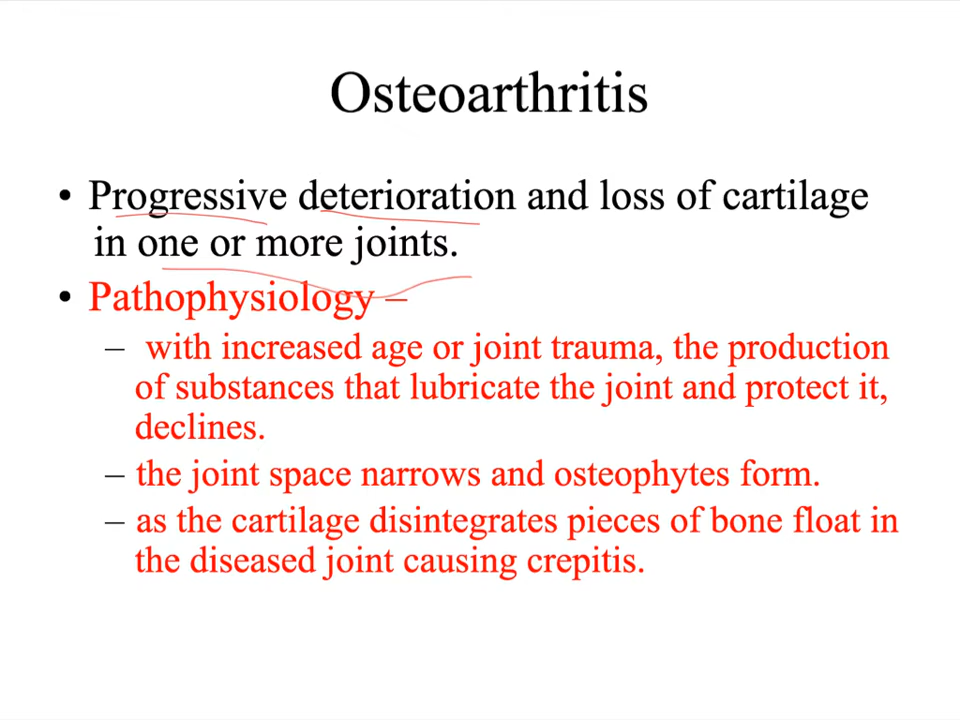 Osteoarthritis
• Progressive deterioration and loss of cartilage
in one or more joints.
• Pathophysiology –
– with increased age or joint trauma, the production
of substances that lubricate the joint and protect it,
declines.
– the joint space narrows and osteophytes form.
– as the cartilage disintegrates pieces of bone float in
the diseased joint causing crepitis.